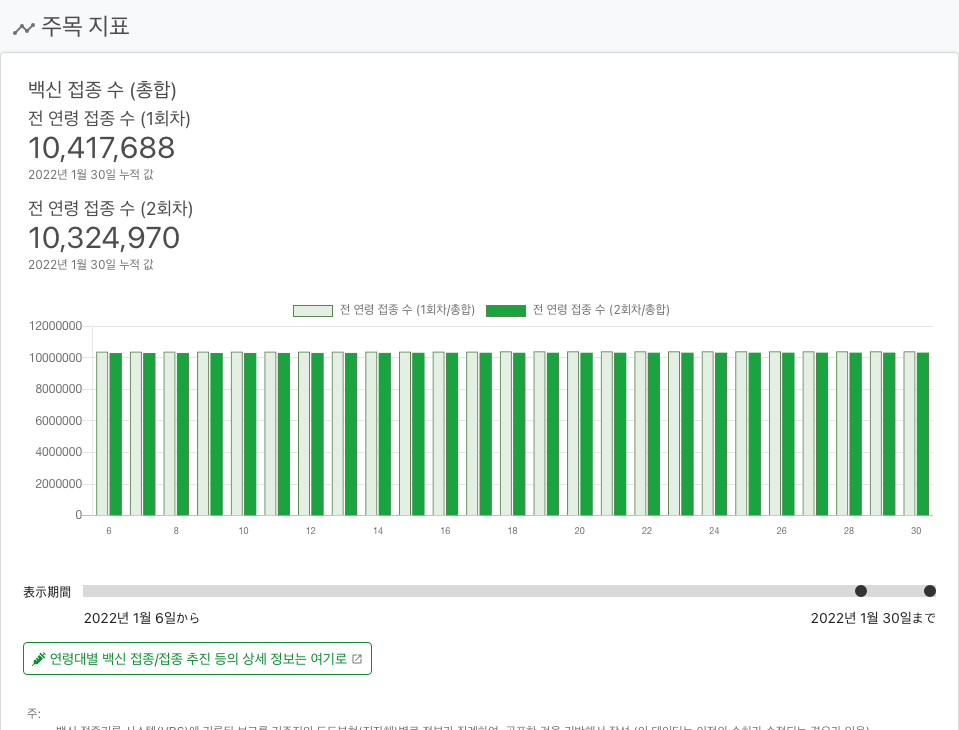 주목 지표
백신 접종 수 (총합)
전 연령 접종 수 (1회차)
10,417,688
2022년 1월 30일 누적 값
전 연령 접종 수 (2회차)
10,324,970
2022년 1월 30일 누적 값
전 연령 접종 수 (1회차/총합) 전 연령 접종 수 (2회차/총합)
12000000
10000000
8000000
6000000
4000000
2000000
0
6 8 10 12 14 16 18 20 22 24 26 28 30
表示期間
2022년 1월 6일から 2022년 1월 30일まで
연령대별 백신 접종/접종 추진 등의 상세 정보는 여기로
주: